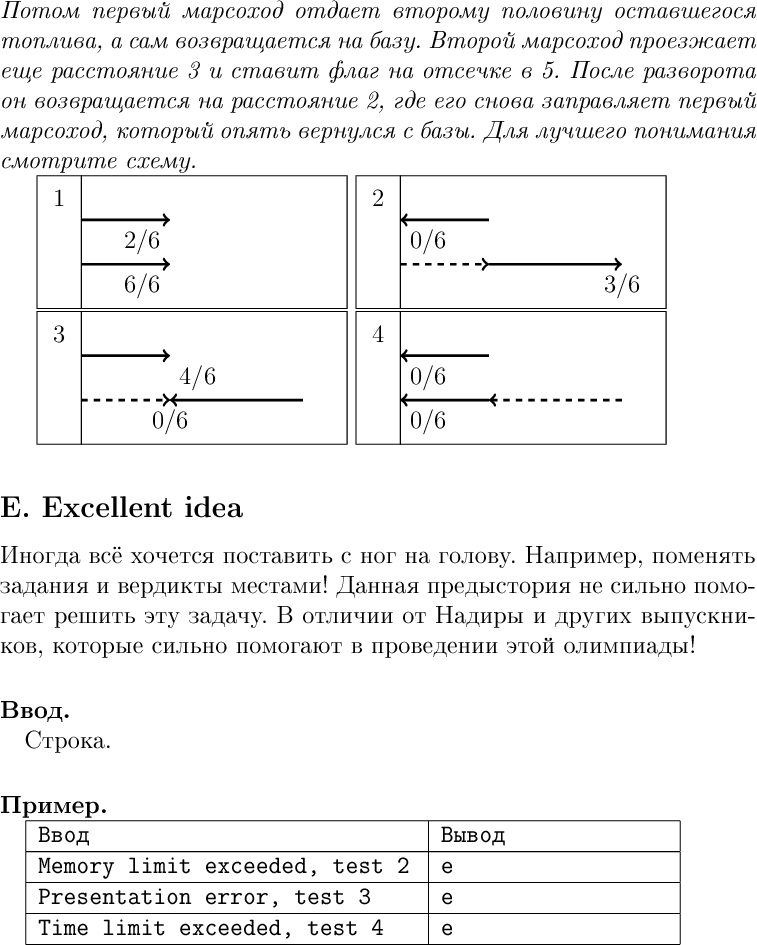 Потом первый марсоход отдает второму половину оставшегося
топлива, а сам возвращается на базу. Второй марсоход проезжает
еще расстояние 3 и ставит флаг на отсечке в 5. После разворота
он возвращается на расстояние 2, где его снова заправляет первый
марсоход, который опять вернулся с базы. Для лучшего понимания
смотрите схему.
1
2/6
6/6
2
0/6
3/6
3
4/6
0/6
4
0/6
0/6
E. Excellent idea
Иногда всё хочется поставить с ног на голову. Например, поменять
задания и вердикты местами! Данная предыстория не сильно помо-
гает решить эту задачу. В отличии от Надиры и других выпускни-
ков, которые сильно помогают в проведении этой олимпиады!
Ввод.
Строка.
Пример.
Ввод Вывод
Memory limit exceeded, test 2 e
Presentation error, test 3 e
Time limit exceeded, test 4 e